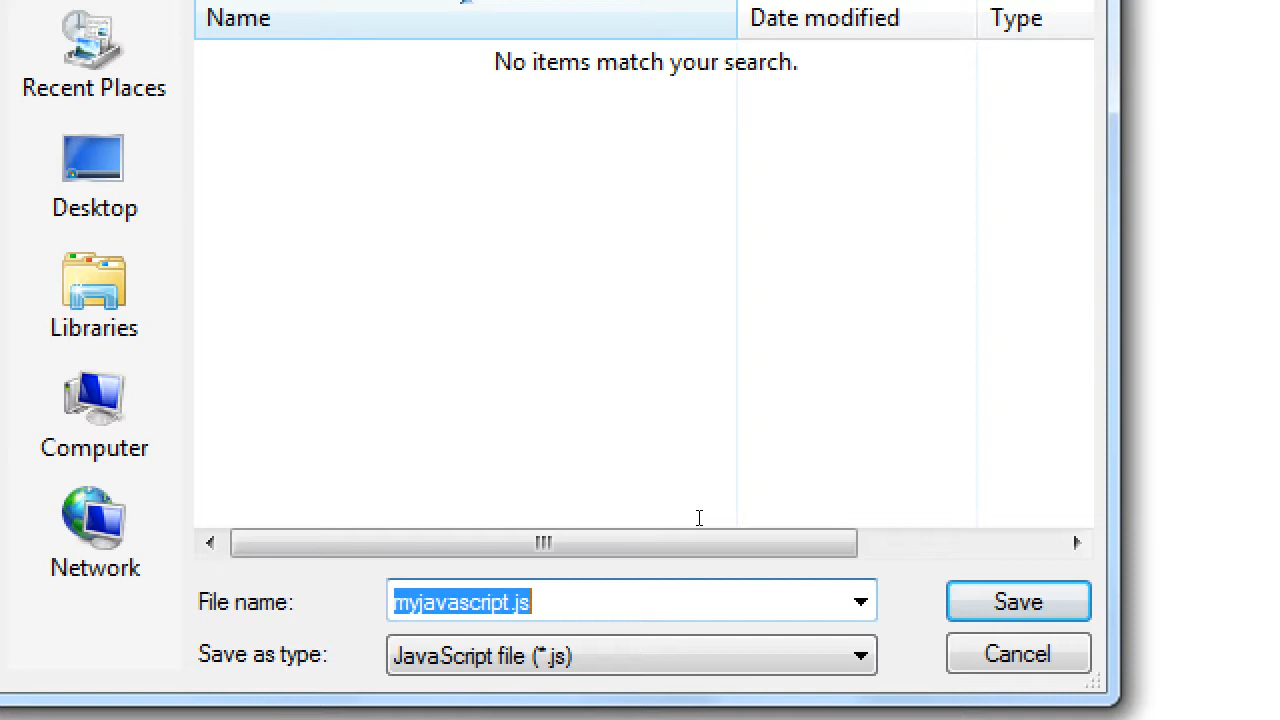 Name Date modified Type
No items match your search.
Recent Places
Desktop
Libraries
Computer
Network
File name: myjavascript.js Save
Save as type: JavaScript file (*.js) Cancel